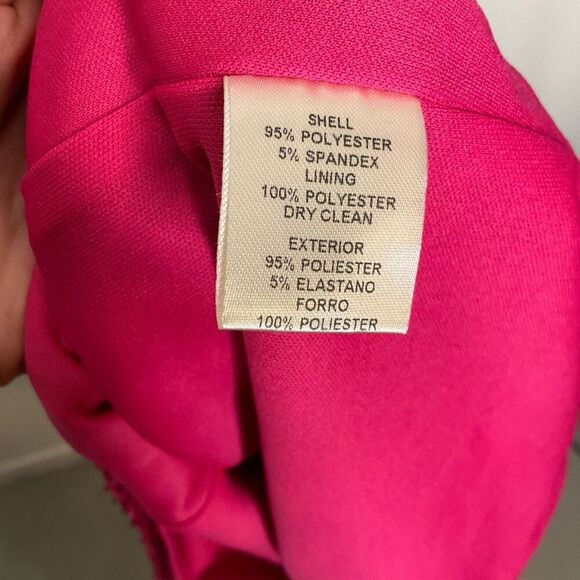 SHELL
95% POLYESTER
5% SPANDEX
LINING
100% POLYESTER
DRY CLEAN
EXTERIOR
95% POLIESTER
5% ELASTANO
FORRO
100% POLIESTER